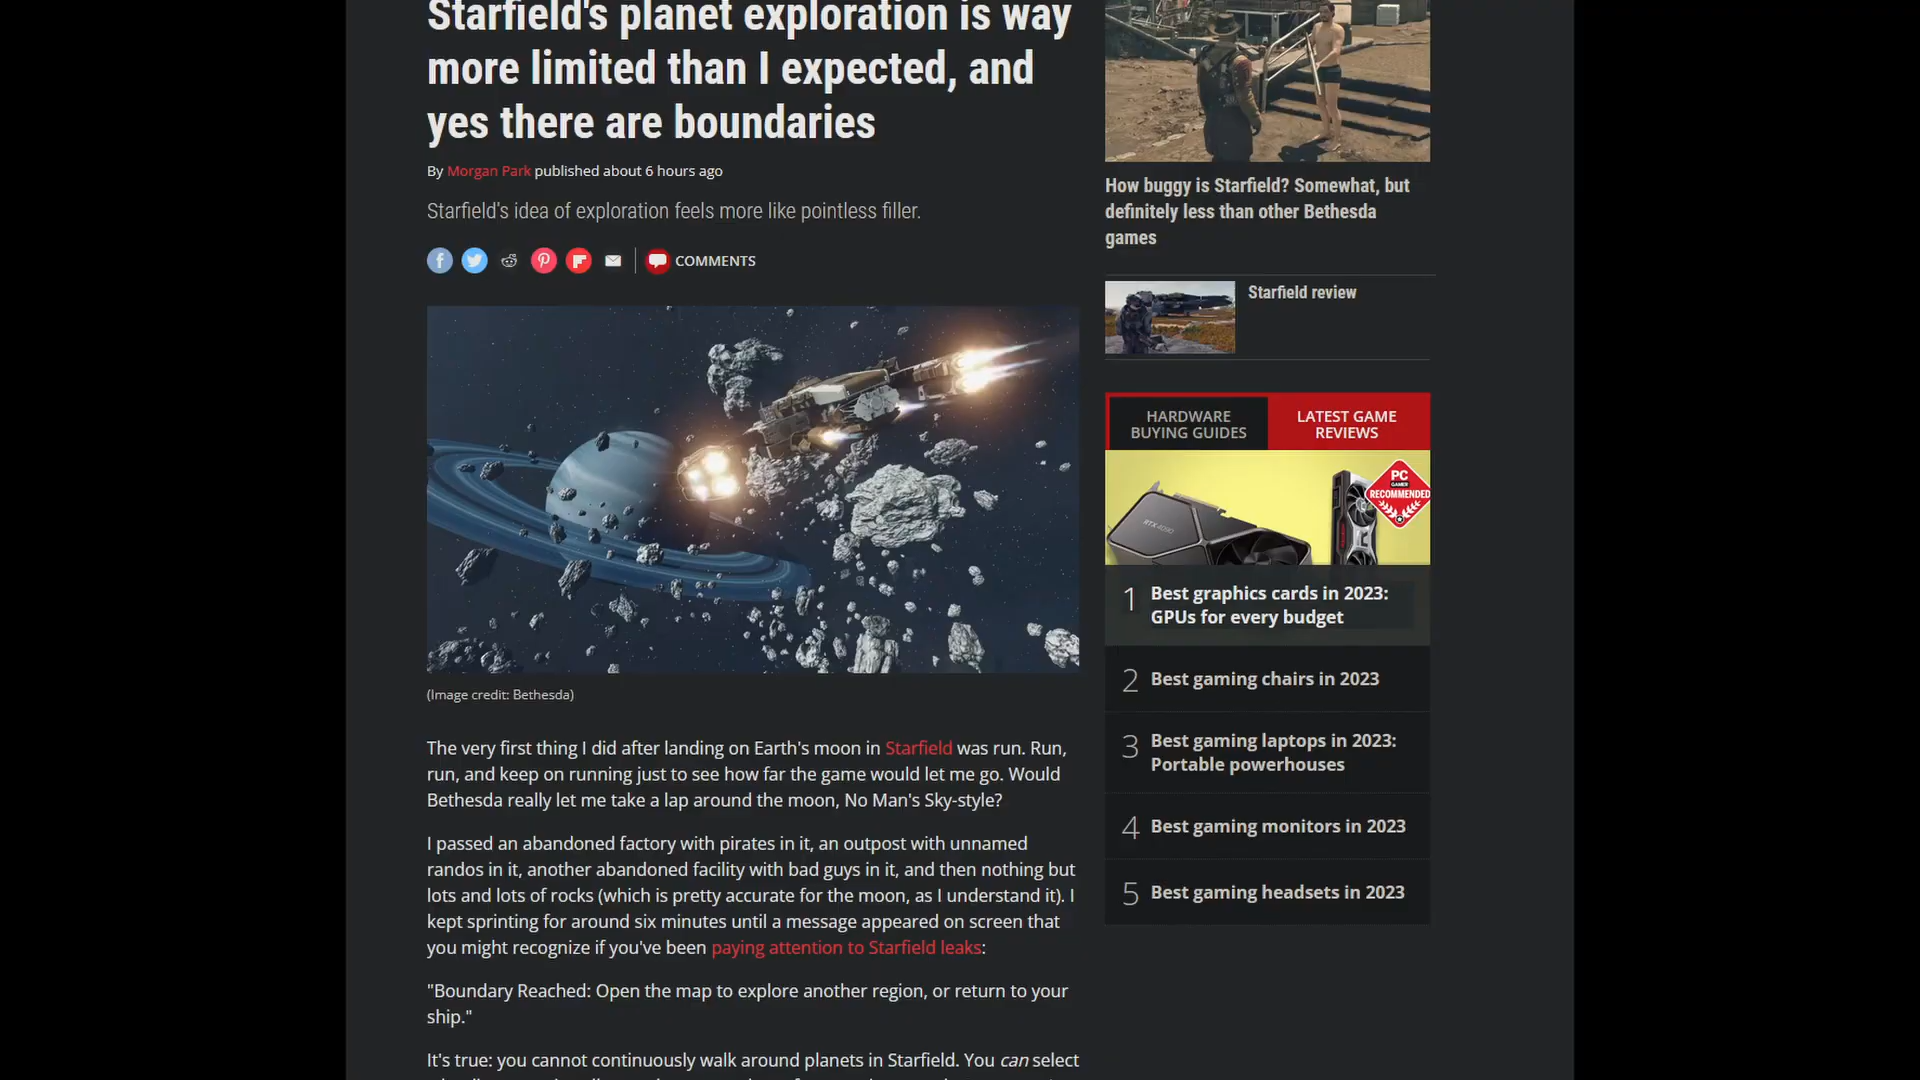 Starfield's planet exploration is way
more limited than I expected, and
yes there are boundaries
By Morgan Park published about 6 hours ago
Starfield's idea of exploration feels more like pointless filler.
COMMENTS
(Image credit: Bethesda)
The very first thing I did after landing on Earth's moon in Starfield was run. Run,
run, and keep on running just to see how far the game would let me go. Would
Bethesda really let me take a lap around the moon, No Man's Sky-style?
I passed an abandoned factory with pirates in it, an outpost with unnamed
randos in it, another abandoned facility with bad guys in it, and then nothing but
lots and lots of rocks (which is pretty accurate for the moon, as I understand it). I
kept sprinting for around six minutes until a message appeared on screen that
you might recognize if you've been paying attention to Starfield leaks:
"Boundary Reached: Open the map to explore another region, or return to your
ship."
It's true: you cannot continuously walk around planets in Starfield. You can select
How buggy is Starfield? Somewhat, but
definitely less than other Bethesda
games
Starfield review
HARDWARE
BUYING GUIDES
LATEST GAME
REVIEWS
PC
GAMER
RECOMMENDED
1 Best graphics cards in 2023:
GPUs for every budget
2 Best gaming chairs in 2023
3 Best gaming laptops in 2023:
Portable powerhouses
4 Best gaming monitors in 2023
5 Best gaming headsets in 2023